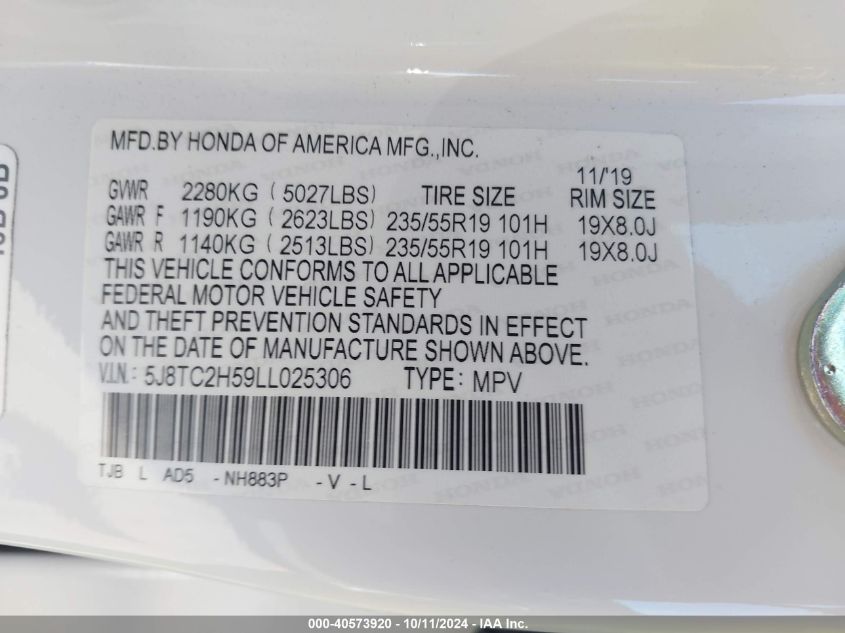 MFD.BY HONDA OF AMERICA MFG.,INC.
11/'19
GVWR 2280KG ( 5027LBS) TIRE SIZE RIM SIZE
GAWR F 1190KG ( 2623LBS) 235/55R19 101H 19X8.0J
GAWR R 1140KG ( 2513LBS) 235/55R19 101H 19X8.0J
THIS VEHICLE CONFORMS TO ALL APPLICABLE
FEDERAL MOTOR VEHICLE SAFETY
AND THEFT PREVENTION STANDARDS IN EFFECT
ON THE DATE OF MANUFACTURE SHOWN ABOVE.
V.I.N.: 5J8TC2H59LL025306 TYPE: MPV
TJB L AD5 -NH883P -V -L
000-40573920 - 10/11/2024 - IAA Inc.